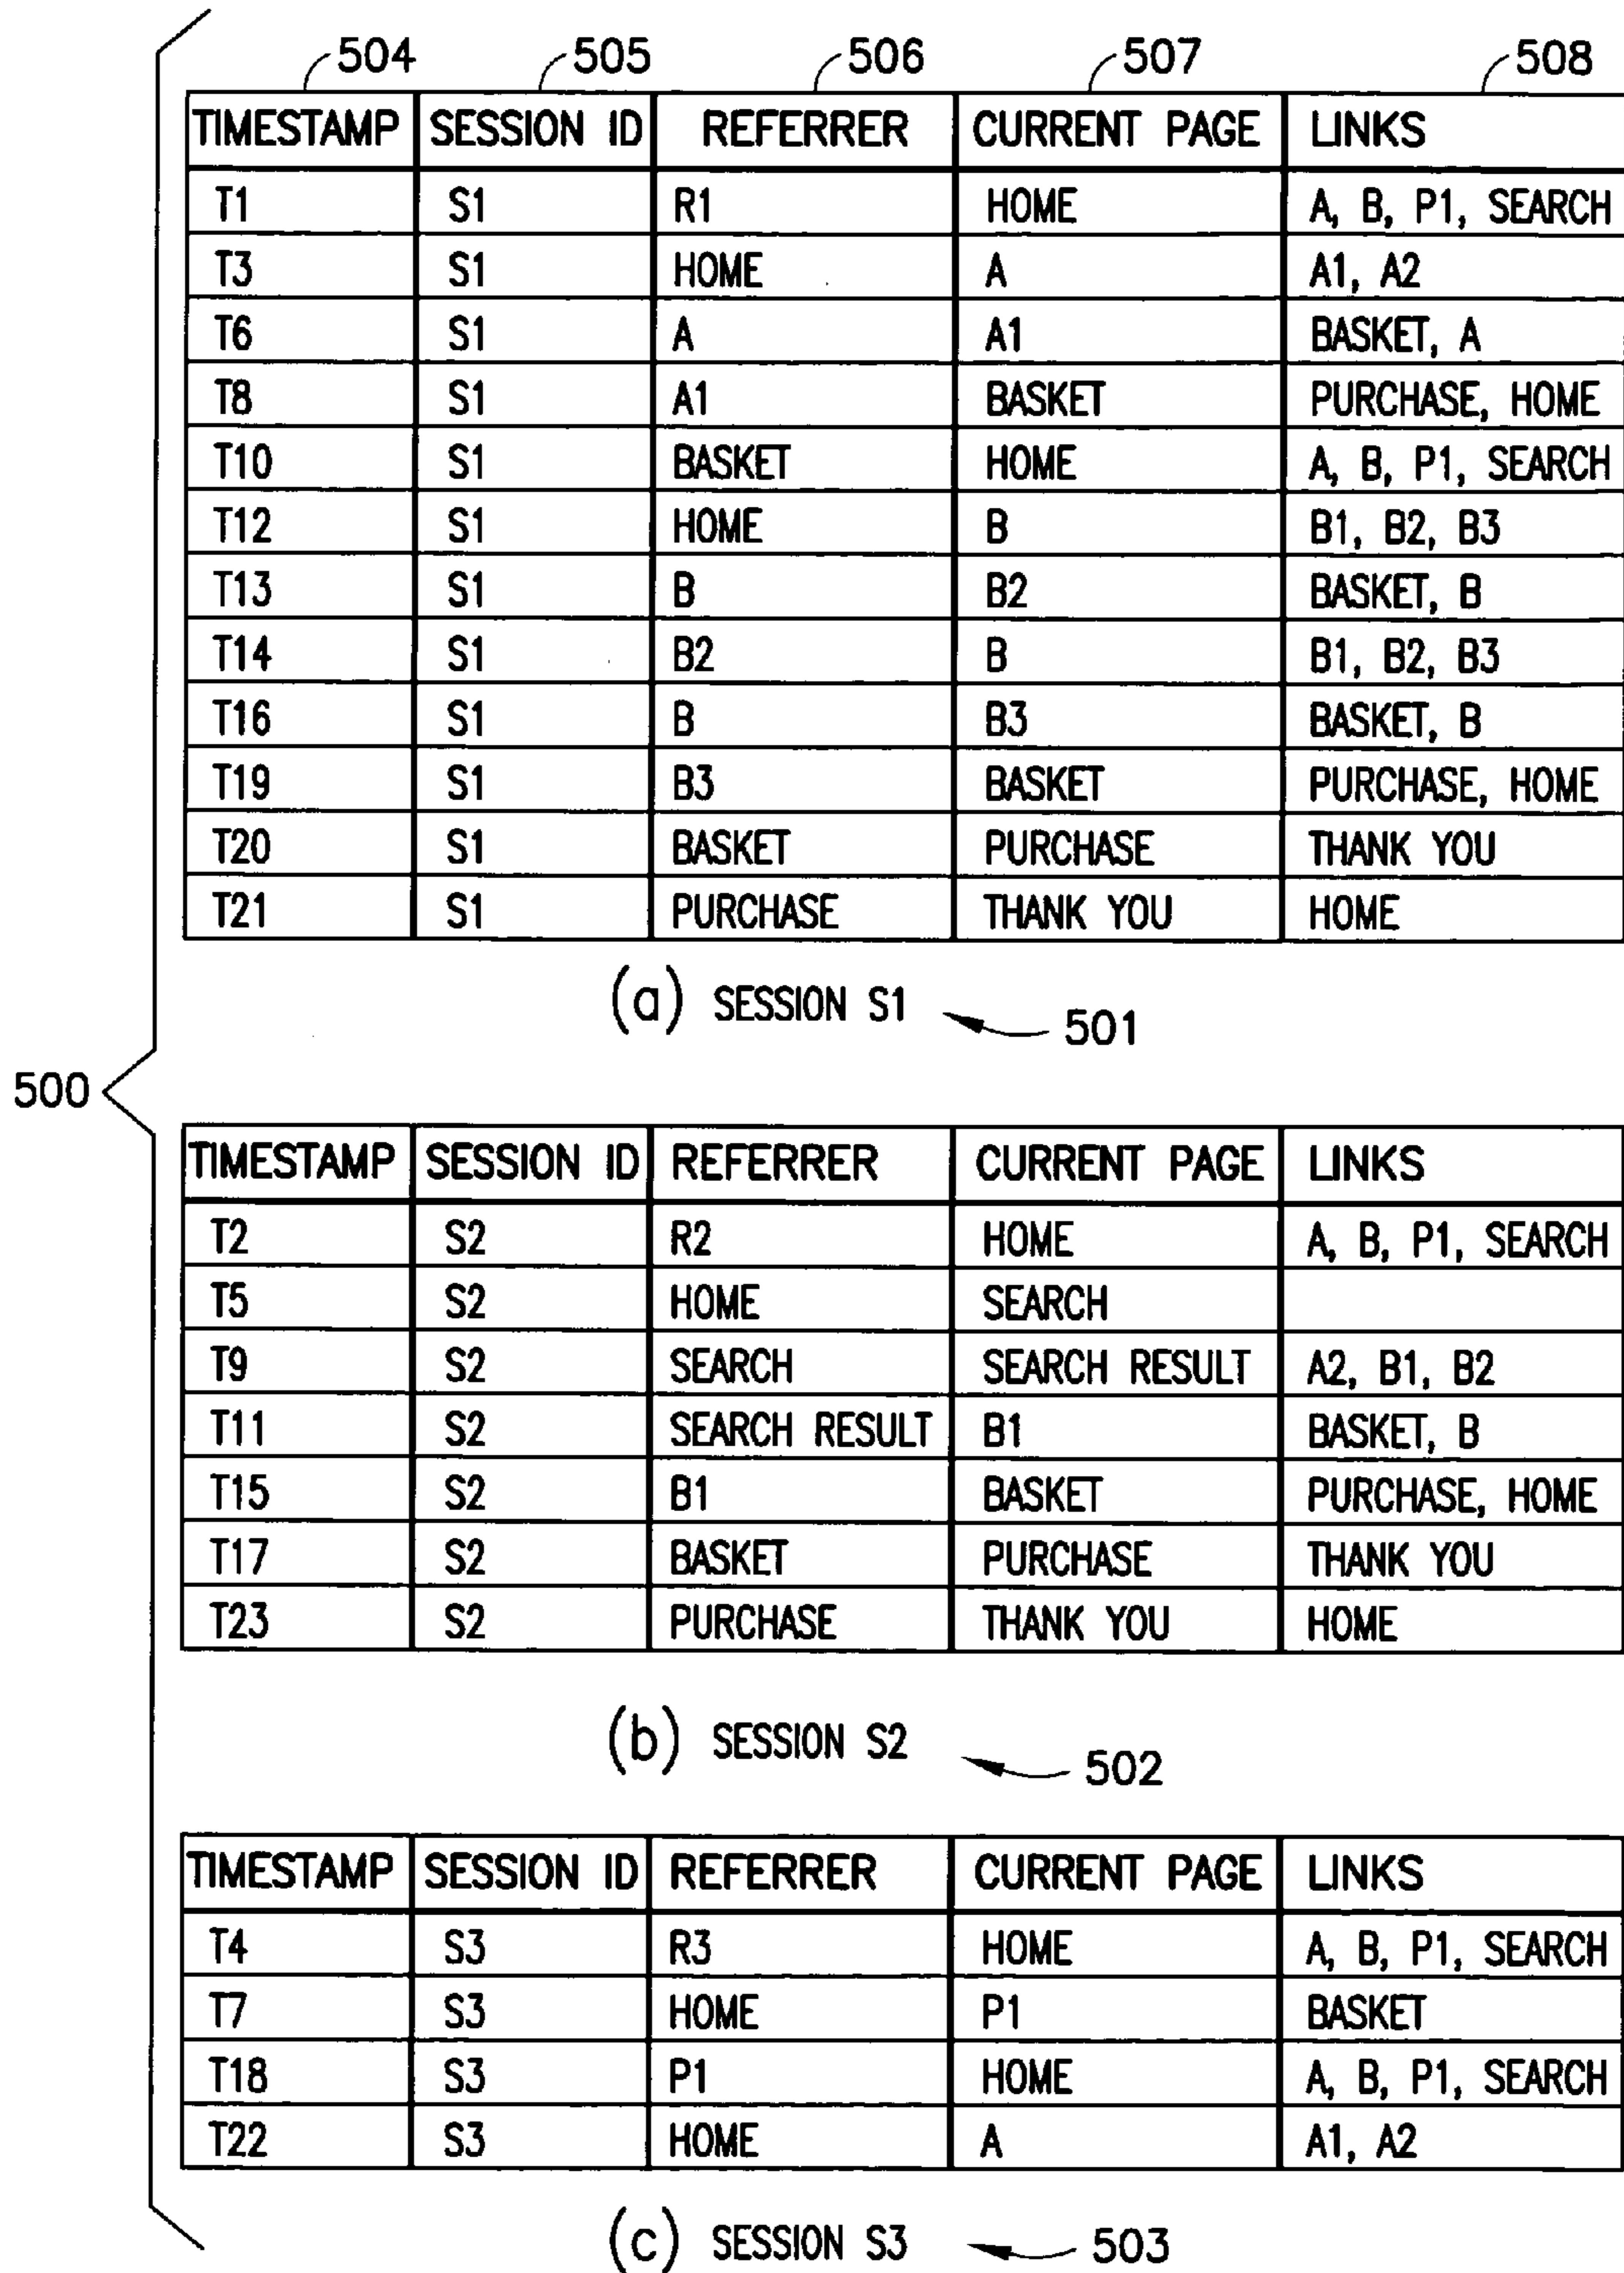 504 505 506 507 508
TIMESTAMP SESSION ID REFERRER CURRENT PAGE LINKS
T1 S1 R1 HOME A, B, P1, SEARCH
T3 S1 HOME A A1, A2
T6 S1 A A1 BASKET, A
T8 S1 A1 BASKET PURCHASE, HOME
T10 S1 BASKET HOME A, B, P1, SEARCH
T12 S1 HOME B B1, B2, B3
T13 S1 B B2 BASKET, B
T14 S1 B2 B B1, B2, B3
T16 S1 B B3 BASKET, B
T19 S1 B3 BASKET PURCHASE, HOME
T20 S1 BASKET PURCHASE THANK YOU
T21 S1 PURCHASE THANK YOU HOME
(a) SESSION S1 501
500
TIMESTAMP SESSION ID REFERRER CURRENT PAGE LINKS
T2 S2 R2 HOME A, B, P1, SEARCH
T5 S2 HOME SEARCH
T9 S2 SEARCH SEARCH RESULT A2, B1, B2
T11 S2 SEARCH RESULT B1 BASKET, B
T15 S2 B1 BASKET PURCHASE, HOME
T17 S2 BASKET PURCHASE THANK YOU
T23 S2 PURCHASE THANK YOU HOME
(b) SESSION S2 502
TIMESTAMP SESSION ID REFERRER CURRENT PAGE LINKS
T4 S3 R3 HOME A, B, P1, SEARCH
T7 S3 HOME P1 BASKET
T18 S3 P1 HOME A, B, P1, SEARCH
T22 S3 HOME A A1, A2
(c) SESSION S3 503